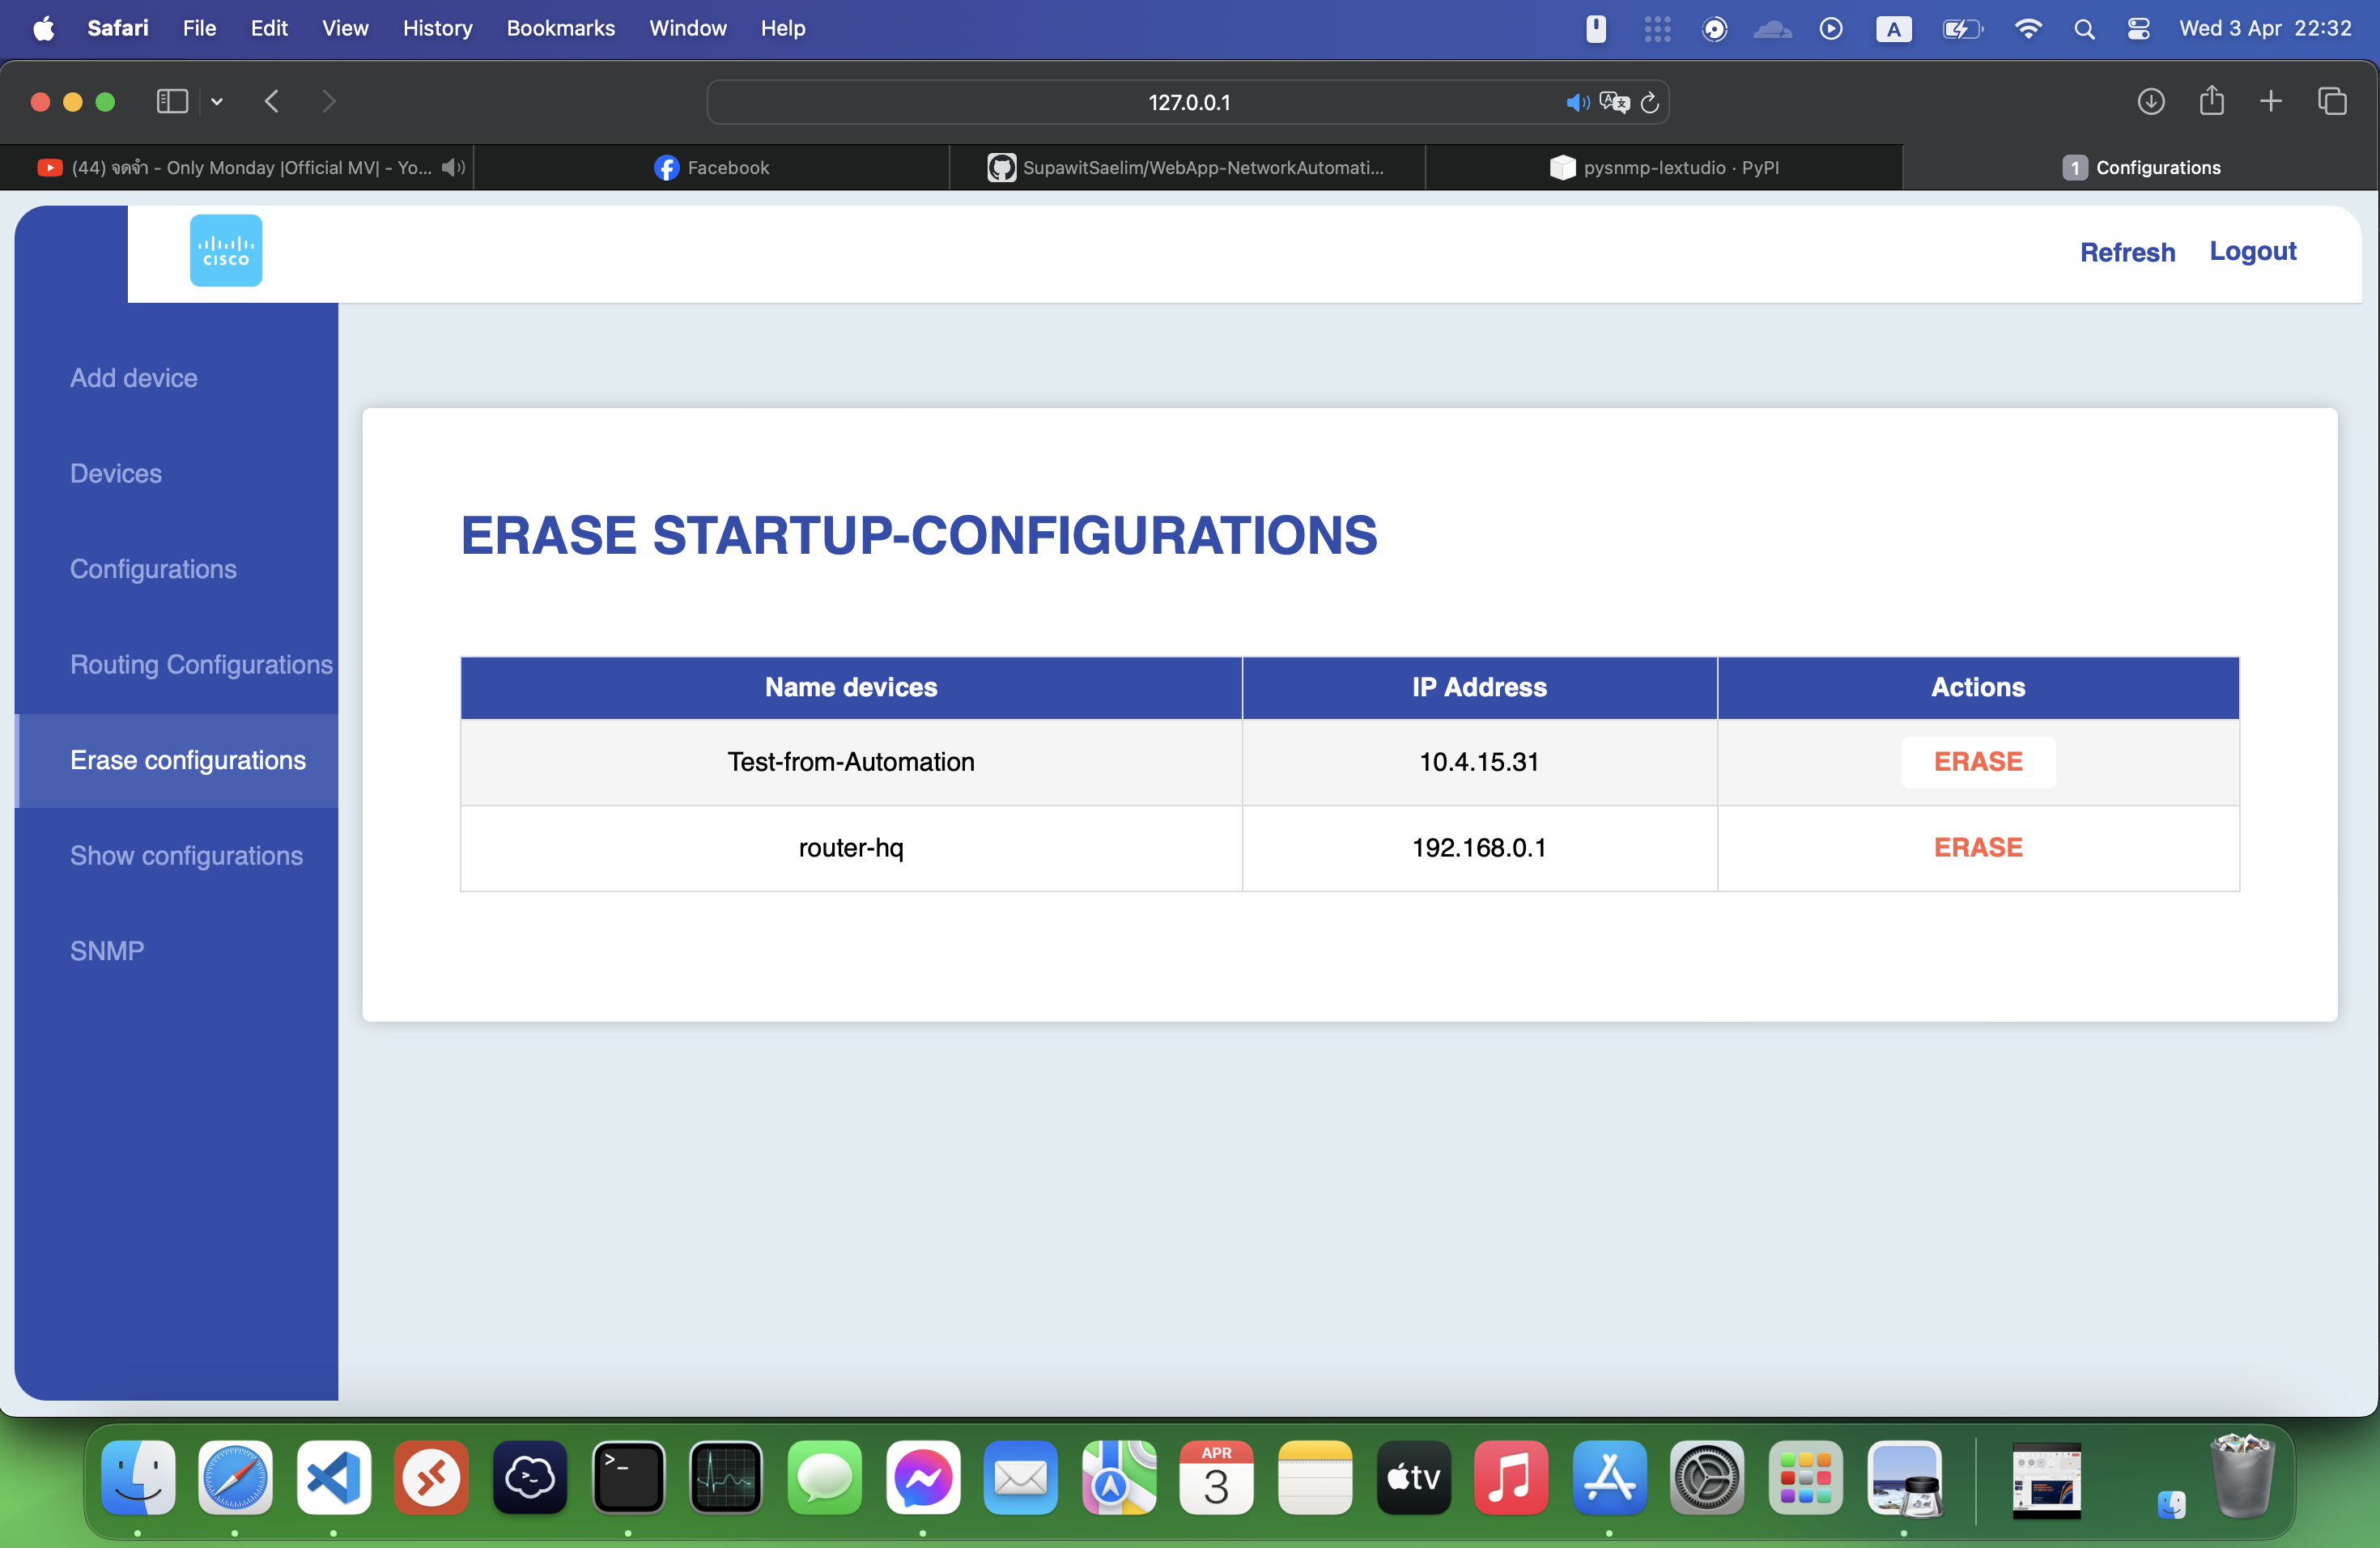 Safari File Edit View History Bookmarks Window Help A Wed 3 Apr 22:32
127.0.0.1
(44) จดจำ - Only Monday |Official MV| - Yo... Facebook SupawitSaelim/WebApp-NetworkAutomati... pysnmp-lextudio · PyPI 1 Configurations
CISCO
Refresh Logout
Add device
Devices
Configurations
Routing Configurations
Erase configurations
Show configurations
SNMP
ERASE STARTUP-CONFIGURATIONS
Name devices IP Address Actions
Test-from-Automation 10.4.15.31 ERASE
router-hq 192.168.0.1 ERASE
APR
3
tv